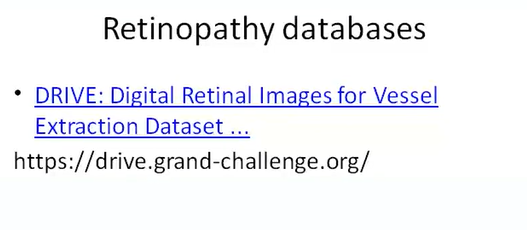 Retinopathy databases
• DRIVE: Digital Retinal Images for Vessel
Extraction Dataset ...
https://drive.grand-challenge.org/